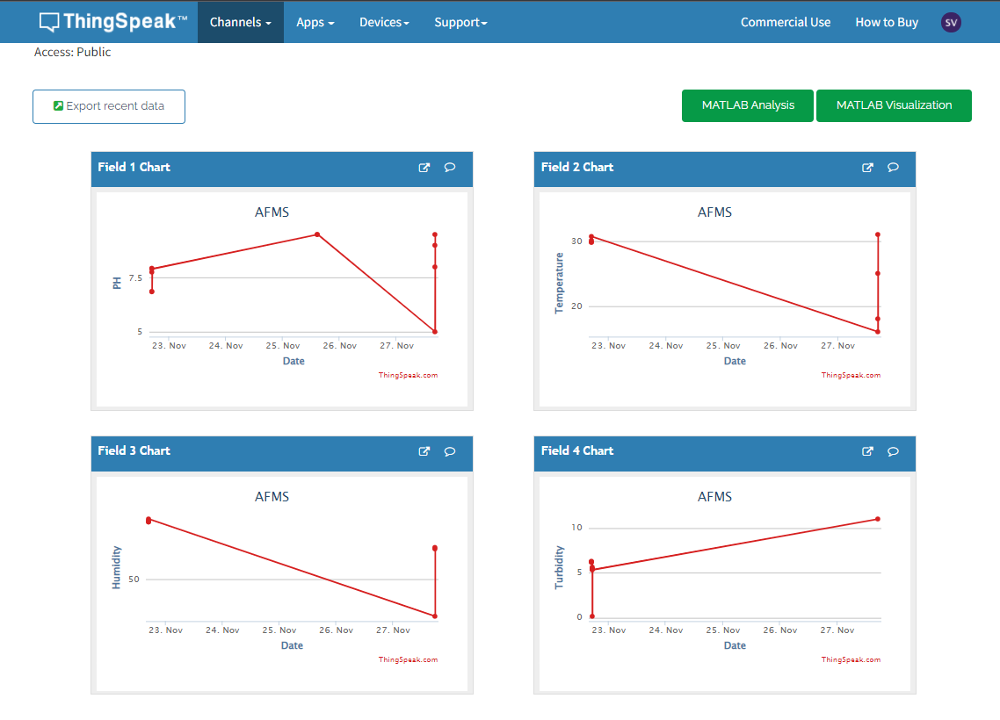 ThingSpeak™ Channels Apps Devices Support Commercial Use How to Buy SV
Access: Public
Export recent data MATLAB Analysis MATLAB Visualization
Field 1 Chart
AFMS
PH
7.5
5
23. Nov 24. Nov 25. Nov 26. Nov 27. Nov
Date
ThingSpeak.com
Field 2 Chart
AFMS
Temperature
30
20
23. Nov 24. Nov 25. Nov 26. Nov 27. Nov
Date
ThingSpeak.com
Field 3 Chart
AFMS
Humidity
50
23. Nov 24. Nov 25. Nov 26. Nov 27. Nov
Date
ThingSpeak.com
Field 4 Chart
AFMS
Turbidity
10
5
0
23. Nov 24. Nov 25. Nov 26. Nov 27. Nov
Date
ThingSpeak.com